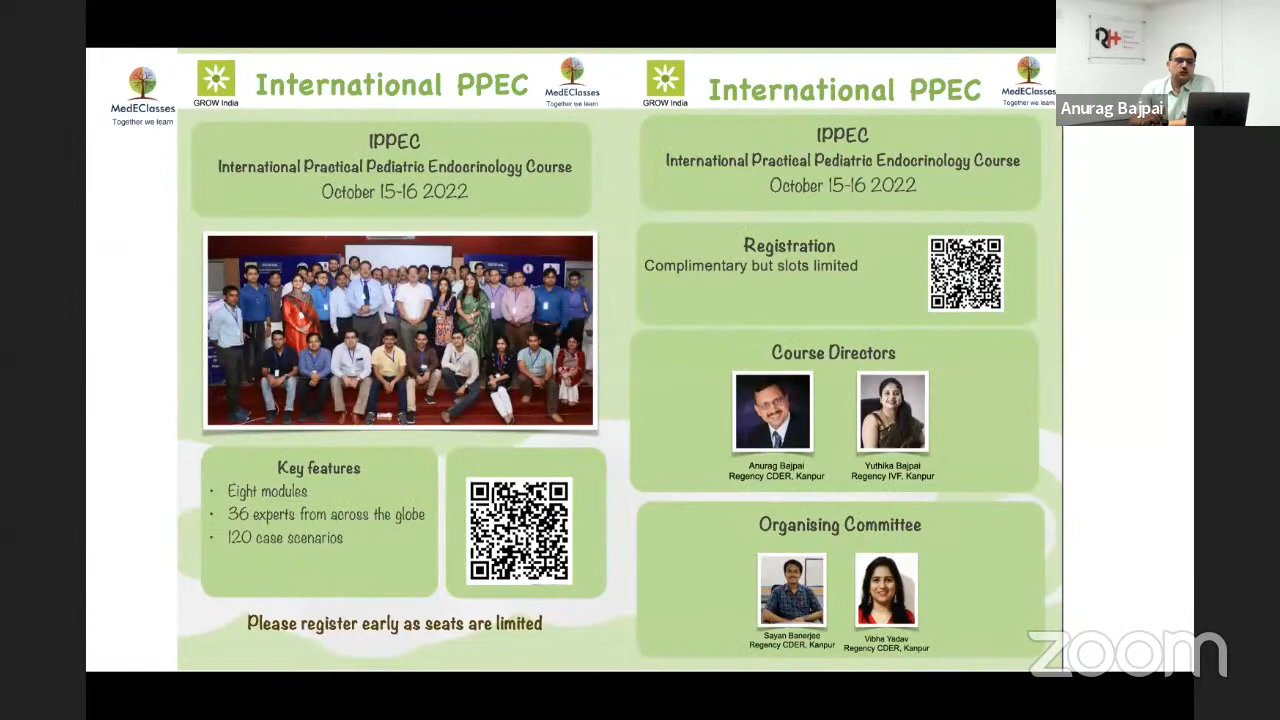 MedEClasses
Together we learn
GROW India
International PPEC
MedEClasses
Together we learn
IPPEC
International Practical Pediatric Endocrinology Course
October 15-16 2022
Key features
• Eight modules
• 36 experts from across the globe
• 120 case scenarios
Please register early as seats are limited
GROW India
International PPEC
MedEClasses
Together we learn
IPPEC
International Practical Pediatric Endocrinology Course
October 15-16 2022
Registration
Complimentary but slots limited
Course Directors
Anurag Bajpai
Regency CDER, Kanpur
Yuthika Bajpai
Regency IVF, Kanpur
Organising Committee
Sayan Banerjee
Regency CDER, Kanpur
Vibha Yadav
Regency CDER, Kanpur
Anurag Bajpai
zoom